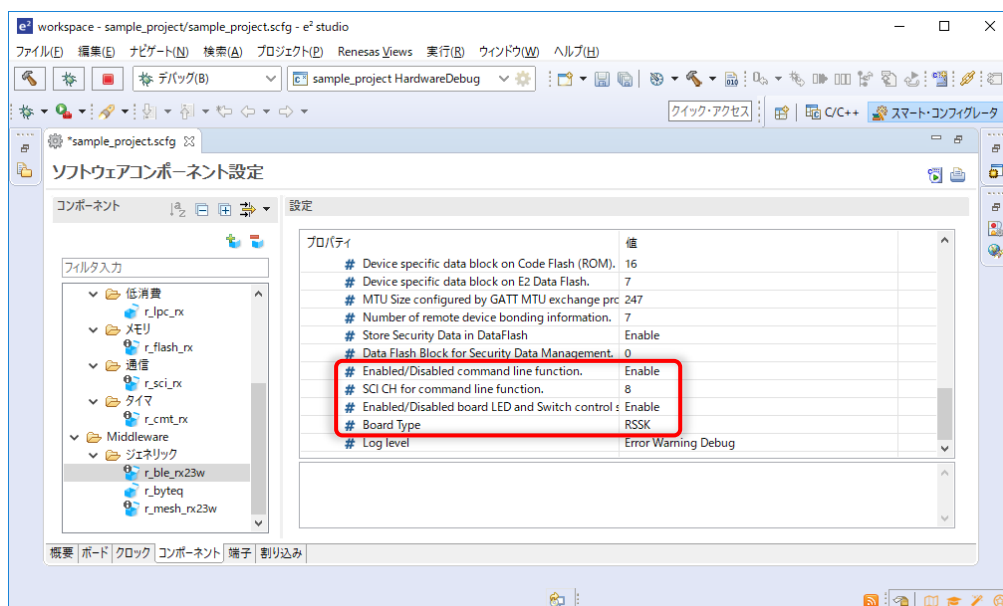 e² workspace - sample_project/sample_project.scfg - e² studio
ファイル(F) 編集(E) ナビゲート(N) 検索(A) プロジェクト(P) Renesas Views 実行(R) ウィンドウ(W) ヘルプ(H)
デバッグ(B) sample_project HardwareDebug
010
クイック・アクセス C/C++ スマート・コンフィグレータ
*sample_project.scfg
ソフトウェアコンポーネント設定
コンポーネント
設定
フィルタ入力
低消費
r_lpc_rx
メモリ
r_flash_rx
通信
r_sci_rx
タイマ
r_cmt_rx
Middleware
ジェネリック
r_ble_rx23w
r_byteq
r_mesh_rx23w
プロパティ 値
# Device specific data block on Code Flash (ROM). 16
# Device specific data block on E2 Data Flash. 7
# MTU Size configured by GATT MTU exchange prc 247
# Number of remote device bonding information. 7
# Store Security Data in DataFlash Enable
# Data Flash Block for Security Data Management. 0
# Enabled/Disabled command line function. Enable
# SCI CH for command line function. 8
# Enabled/Disabled board LED and Switch control s Enable
# Board Type RSSK
# Log level Error Warning Debug
概要 ボード クロック コンポーネント 端子 割り込み